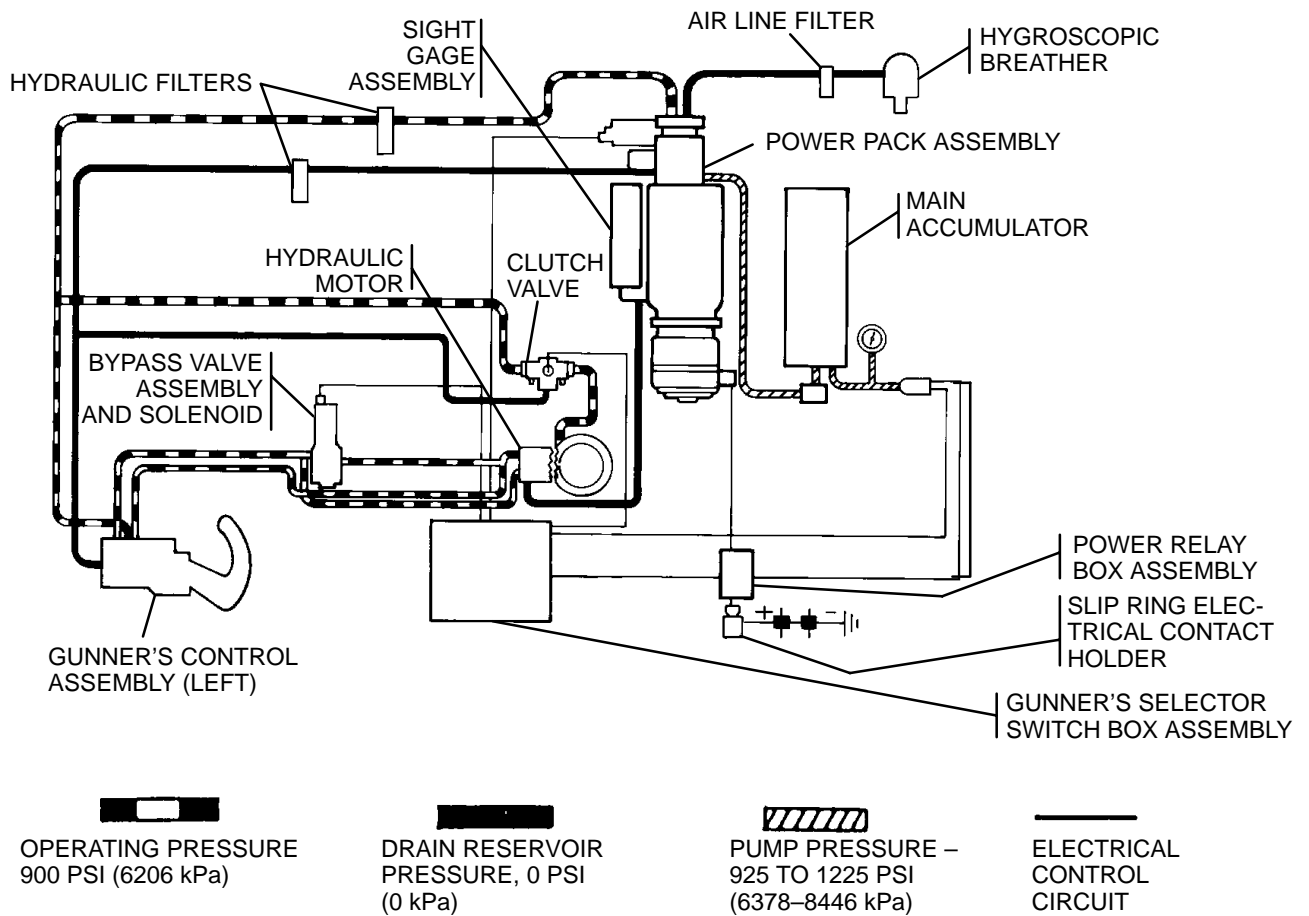 SIGHT
GAGE
ASSEMBLY
AIR LINE FILTER
HYGROSCOPIC
BREATHER
HYDRAULIC FILTERS
POWER PACK ASSEMBLY
MAIN
ACCUMULATOR
HYDRAULIC
MOTOR
CLUTCH
VALVE
BYPASS VALVE
ASSEMBLY
AND SOLENOID
+
-
POWER RELAY
BOX ASSEMBLY
SLIP RING ELEC-
TRICAL CONTACT
HOLDER
GUNNER'S CONTROL
ASSEMBLY (LEFT)
GUNNER'S SELECTOR
SWITCH BOX ASSEMBLY
OPERATING PRESSURE
900 PSI (6206 kPa)
DRAIN RESERVOIR
PRESSURE, 0 PSI
(0 kPa)
PUMP PRESSURE –
925 TO 1225 PSI
(6378–8446 kPa)
ELECTRICAL
CONTROL
CIRCUIT